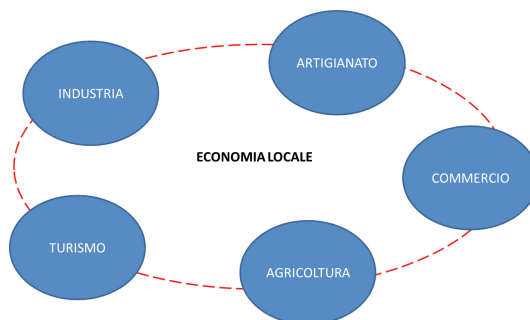 ARTIGIANATO
INDUSTRIA
ECONOMIA LOCALE
COMMERCIO
TURISMO
AGRICOLTURA